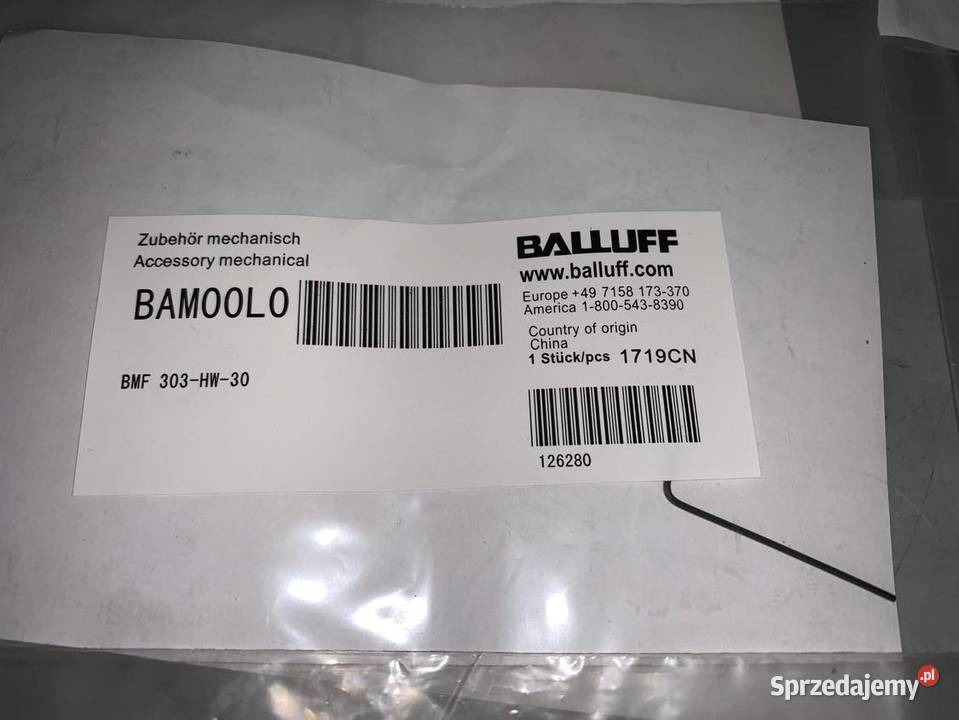 Zubehör mechanisch
Accessory mechanical
BAM00L0
BMF 303-HW-30
BALLUFF
www.balluff.com
Europe +49 7158 173-370
America 1-800-543-8390
Country of origin
China
1 Stück/pcs 1719CN
126280
Sprzedajemy.pl